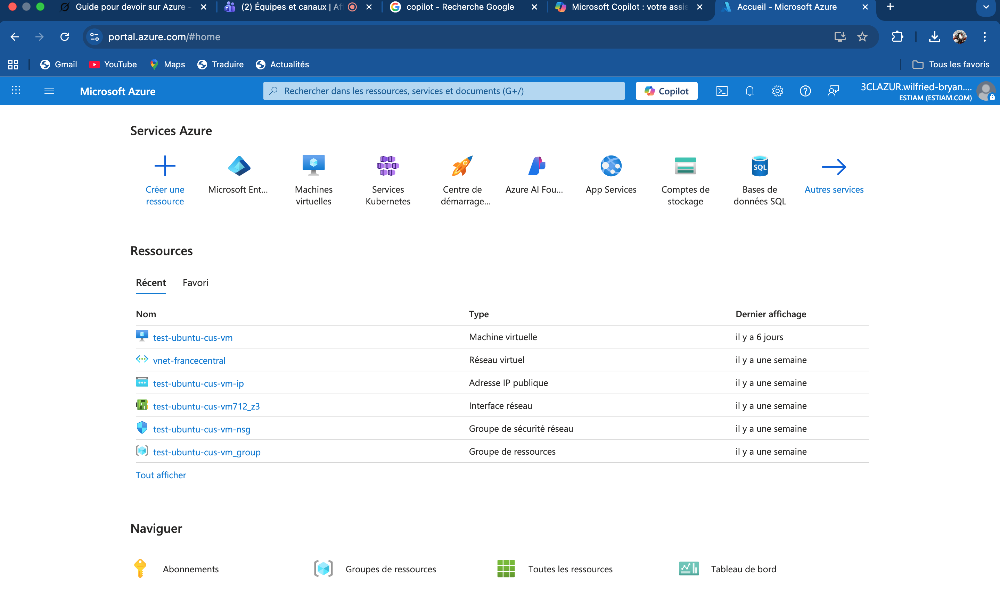 Guide pour devoir sur Azure -
(2) Équipes et canaux | Af
copilot - Recherche Google
Microsoft Copilot : votre assis
Accueil - Microsoft Azure
portal.azure.com/#home
Gmail
YouTube
Maps
Traduire
Actualités
Tous les favoris
Microsoft Azure
Rechercher dans les ressources, services et documents (G+/)
Copilot
3CLAZUR.wilfried-bryan....
ESTIAM (ESTIAM.COM)
Services Azure
Créer une
ressource
Microsoft Ent...
Machines
virtuelles
Services
Kubernetes
Centre de
démarrage...
Azure AI Fou...
App Services
Comptes de
stockage
SQL
Bases de
données SQL
Autres services
Ressources
Récent
Favori
Nom
Type
Dernier affichage
test-ubuntu-cus-vm
Machine virtuelle
il y a 6 jours
vnet-francecentral
Réseau virtuel
il y a une semaine
test-ubuntu-cus-vm-ip
Adresse IP publique
il y a une semaine
test-ubuntu-cus-vm712_z3
Interface réseau
il y a une semaine
test-ubuntu-cus-vm-nsg
Groupe de sécurité réseau
il y a une semaine
test-ubuntu-cus-vm_group
Groupe de ressources
il y a une semaine
Tout afficher
Naviguer
Abonnements
Groupes de ressources
Toutes les ressources
Tableau de bord